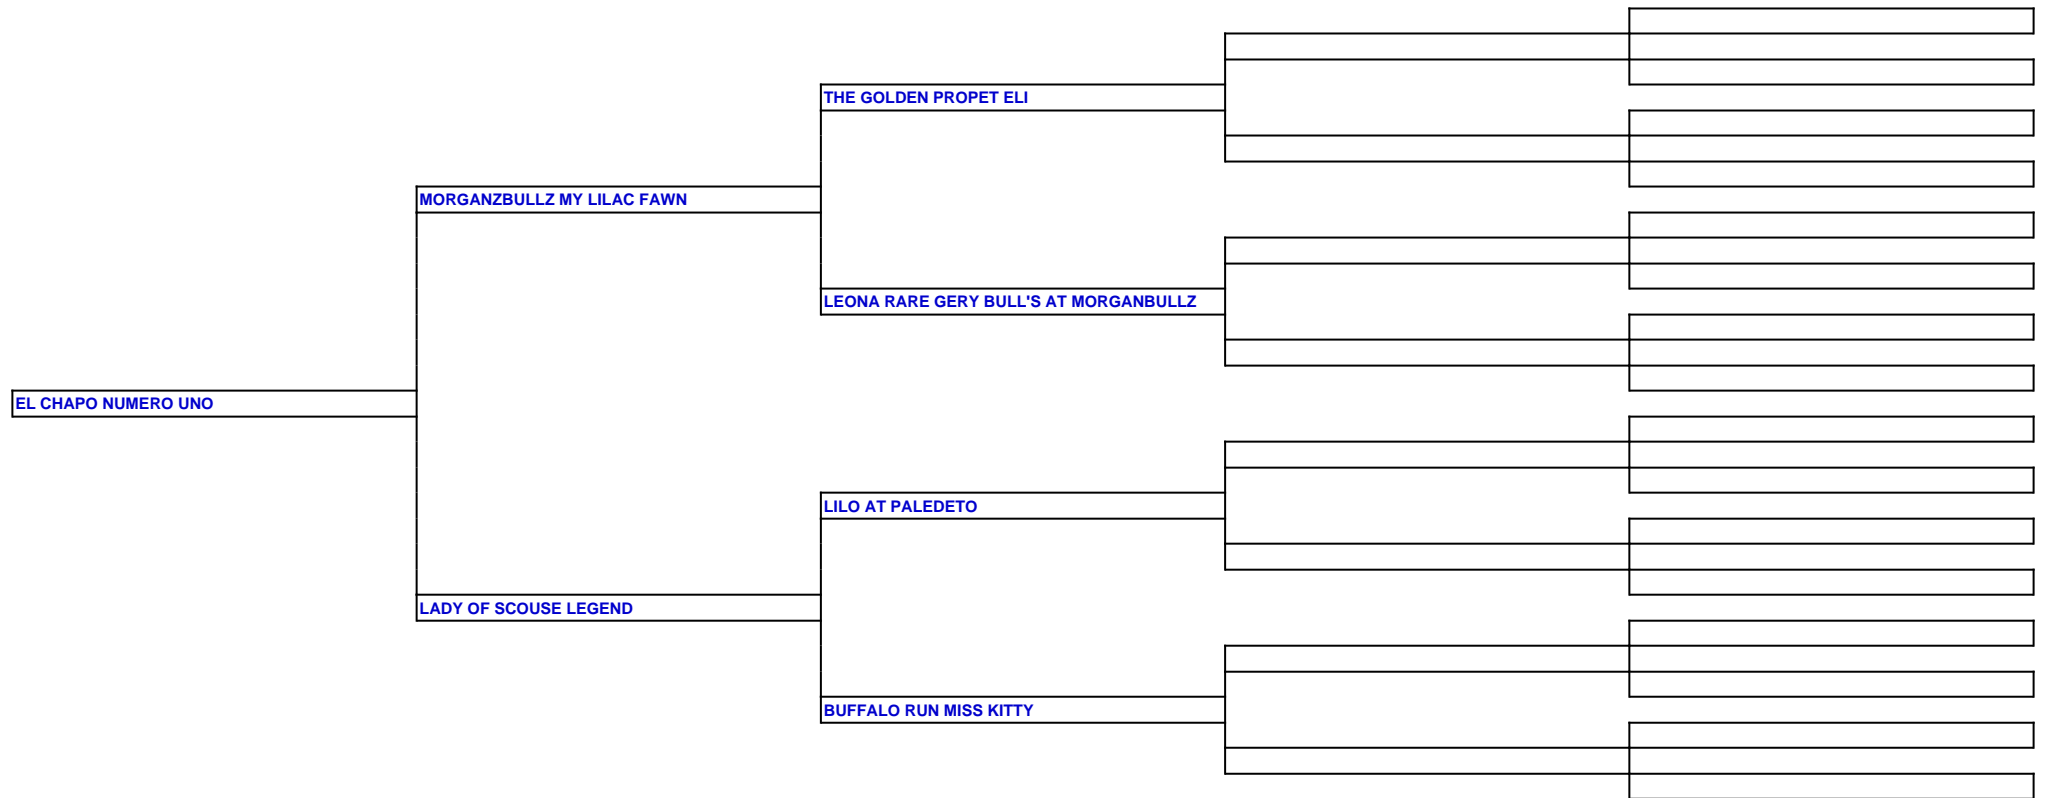 THE GOLDEN PROPET ELI
MORGANZBULLZ MY LILAC FAWN
LEONA RARE GERY BULL'S AT MORGANBULLZ
EL CHAPO NUMERO UNO
LILO AT PALEDETO
LADY OF SCOUSE LEGEND
BUFFALO RUN MISS KITTY